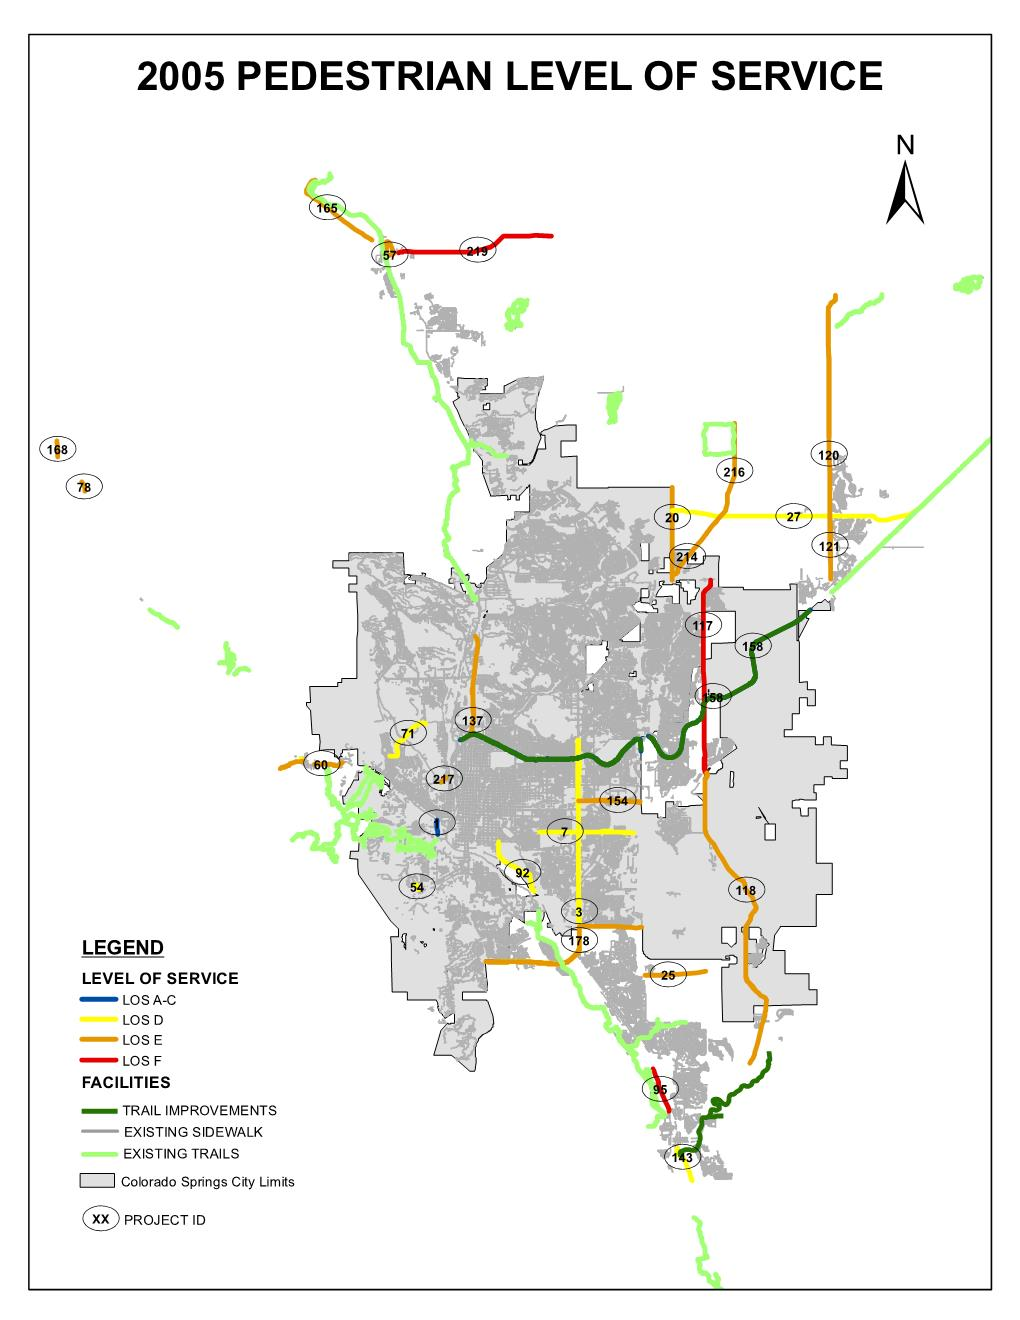 2005 PEDESTRIAN LEVEL OF SERVICE
N
165
57
219
168
78
120
216
20
27
121
214
117
158
158
137
71
60
217
154
1
7
92
54
118
3
178
25
95
143
LEGEND
LEVEL OF SERVICE
LOS A-C
LOS D
LOS E
LOS F
FACILITIES
TRAIL IMPROVEMENTS
EXISTING SIDEWALK
EXISTING TRAILS
Colorado Springs City Limits
XX PROJECT ID